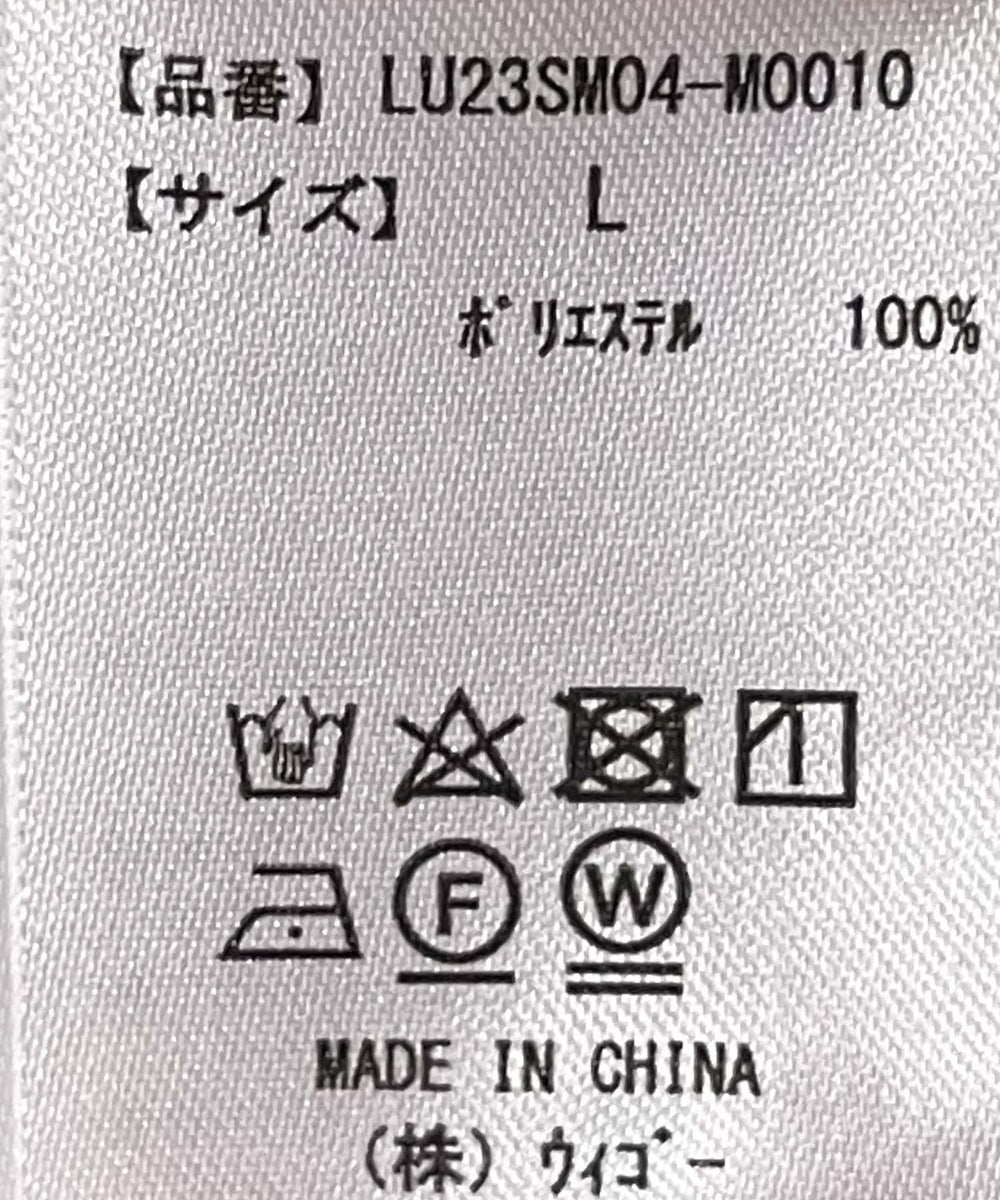 【品番】 LU23SM04-M0010
【サイズ】 L
ﾎﾟﾘｴｽﾃﾙ 100%
F W
MADE IN CHINA
(株) ｳｨｺﾞｰ